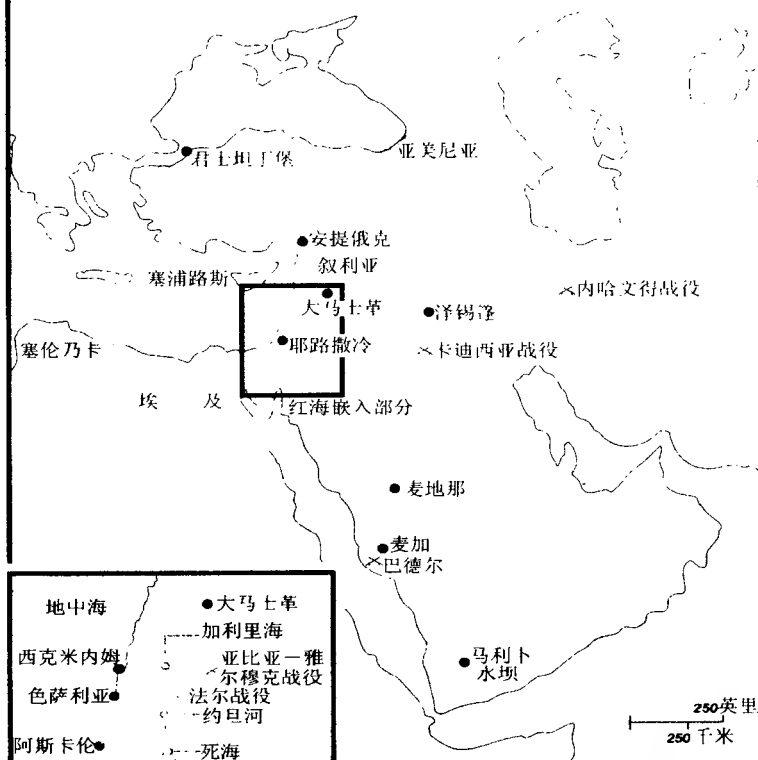 亚美尼亚
君士坦丁堡
安提俄克
叙利亚
塞浦路斯
内哈文得战役
大马士革
泽锡蓬
耶路撒冷
卡迪西亚战役
塞伦乃卡
埃 及
红海嵌入部分
麦地那
麦加
巴德尔
马利卜
水坝
250英里
250千米
地中海
大马士革
加利里海
西克米内姆
亚比亚—雅
尔穆克战役
色萨利亚
法尔战役
约旦河
阿斯卡伦
死海